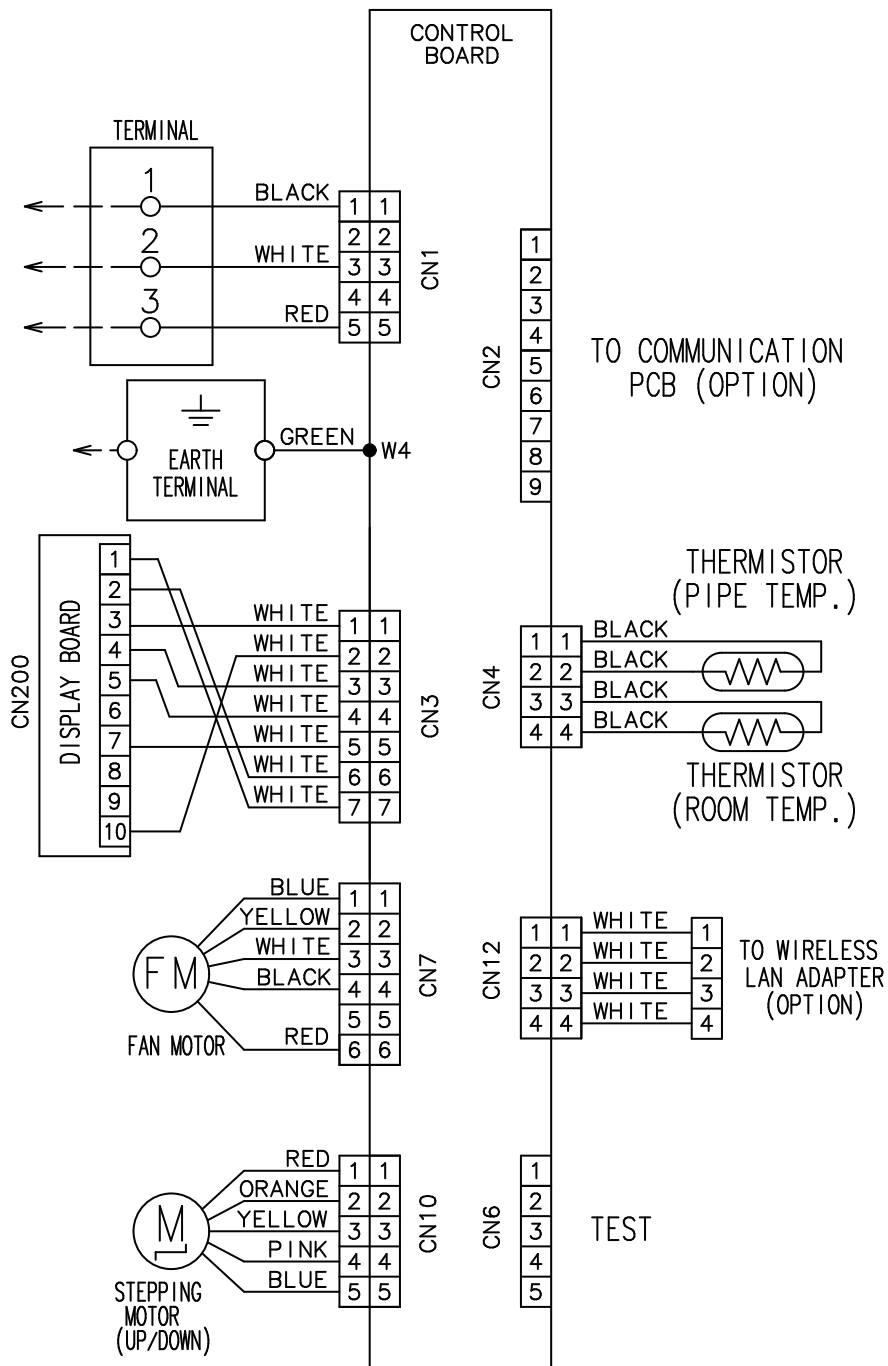 CONTROL
BOARD
TERMINAL
1
BLACK
1 1
2 2
2
WHITE
3 3
4 4
3
RED
5 5
CN1
1
2
3
4
5
6
7
8
9
CN2
TO COMMUNICATION
PCB (OPTION)
EARTH
TERMINAL
GREEN
W4
CN200
DISPLAY BOARD
1
2
3
4
5
6
7
8
9
10
WHITE
WHITE
WHITE
WHITE
WHITE
WHITE
WHITE
1 1
2 2
3 3
4 4
5 5
6 6
7 7
CN3
THERMISTOR
(PIPE TEMP.)
CN4
1 1 BLACK
2 2 BLACK
3 3 BLACK
4 4 BLACK
THERMISTOR
(ROOM TEMP.)
FM
FAN MOTOR
BLUE 1 1
YELLOW 2 2
WHITE 3 3
BLACK 4 4
5 5
RED 6 6
CN7
CN12
1 1 WHITE 1
2 2 WHITE 2
3 3 WHITE 3
4 4 WHITE 4
TO WIRELESS
LAN ADAPTER
(OPTION)
M
STEPPING
MOTOR
(UP/DOWN)
RED 1 1
ORANGE 2 2
YELLOW 3 3
PINK 4 4
BLUE 5 5
CN10
CN6
1
2
3
4
5
TEST